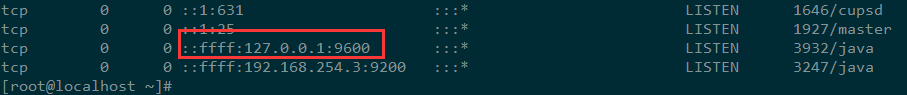 tcp 0 0 ::1:631 :::* LISTEN 1646/cupsd
tcp 0 0 ::1:25 :::* LISTEN 1927/master
tcp 0 0 ::ffff:127.0.0.1:9600 :::* LISTEN 3932/java
tcp 0 0 ::ffff:192.168.254.3:9200 :::* LISTEN 3247/java
[root@localhost ~]#